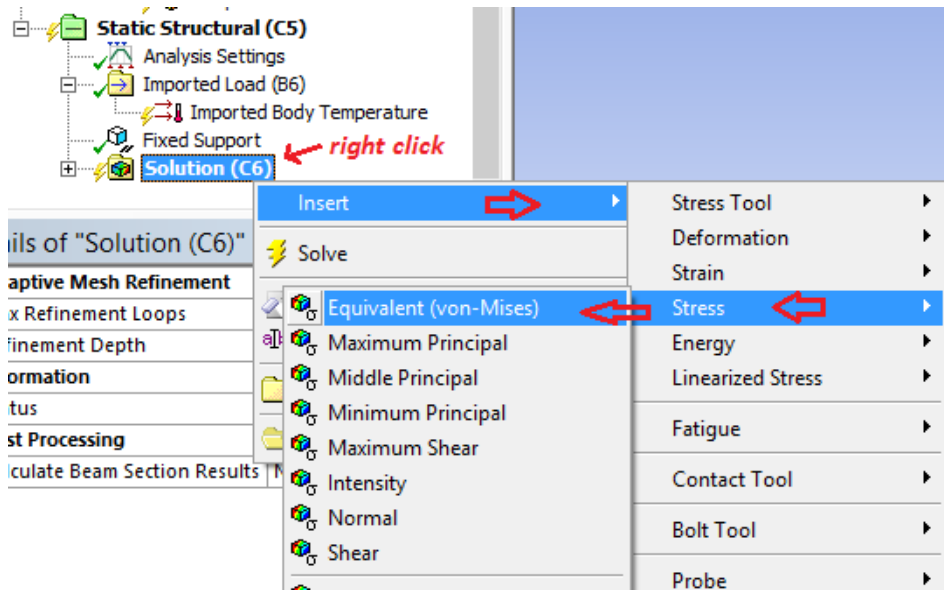 Static Structural (C5)
Analysis Settings
Imported Load (B6)
Imported Body Temperature
Fixed Support
right click
Solution (C6)
Insert
Solve
ails of "Solution (C6)"
aptive Mesh Refinement
x Refinement Loops
finement Depth
ormation
tus
st Processing
lculate Beam Section Results
Equivalent (von-Mises)
Maximum Principal
Middle Principal
Minimum Principal
Maximum Shear
Intensity
Normal
Shear
Stress Tool
Deformation
Strain
Stress
Energy
Linearized Stress
Fatigue
Contact Tool
Bolt Tool
Probe